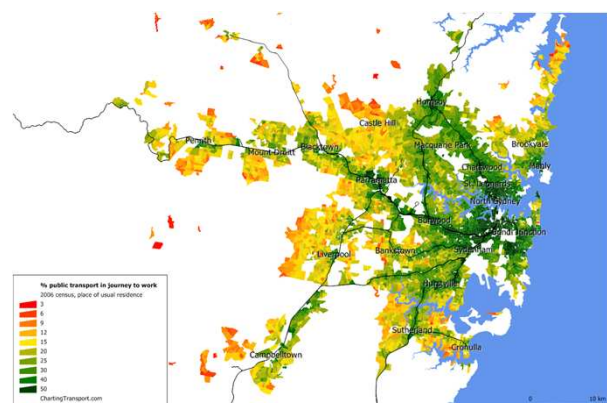 Hornsby
Castle Hill
Penrith
Mount Druitt
Blacktown
Macquarie Park
Brookvale
Chatswood
Manly
St Leonards
Parramatta
North Sydney
Burwood
Bondi Junction
Liverpool
Bankstown
Sydenham
Hurstville
Sutherland
Cronulla
Campbelltown
% public transport in journey to work
2006 census, place of usual residence
3
6
9
12
15
20
25
30
40
50
ChartingTransport.com
0 10 km